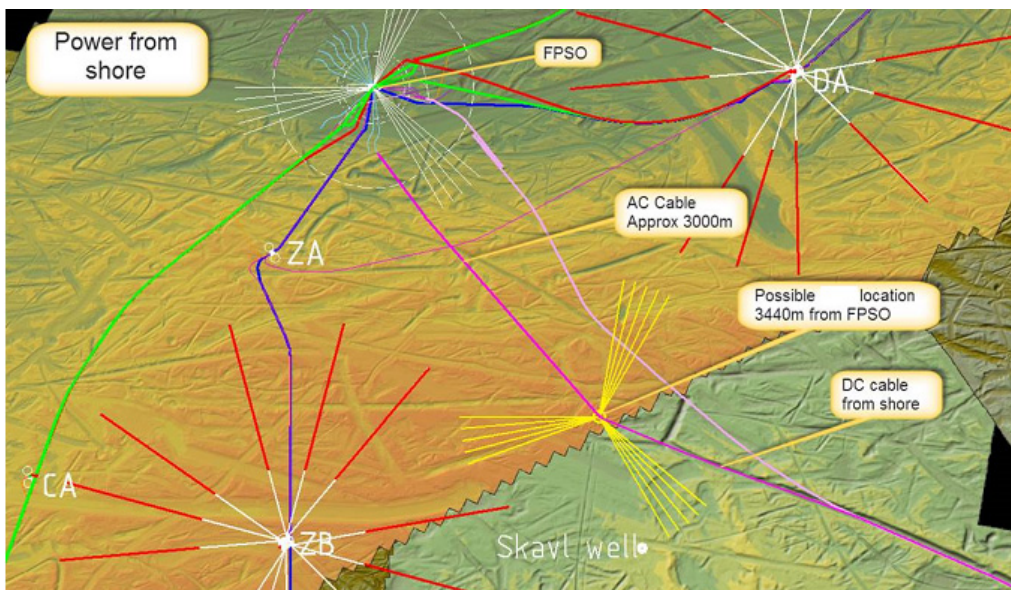 Power from
shore
FPSO
DA
AC Cable
Approx 3000m
ZA
Possible location
3440m from FPSO
DC cable
from shore
CA
ZB
Skavl well